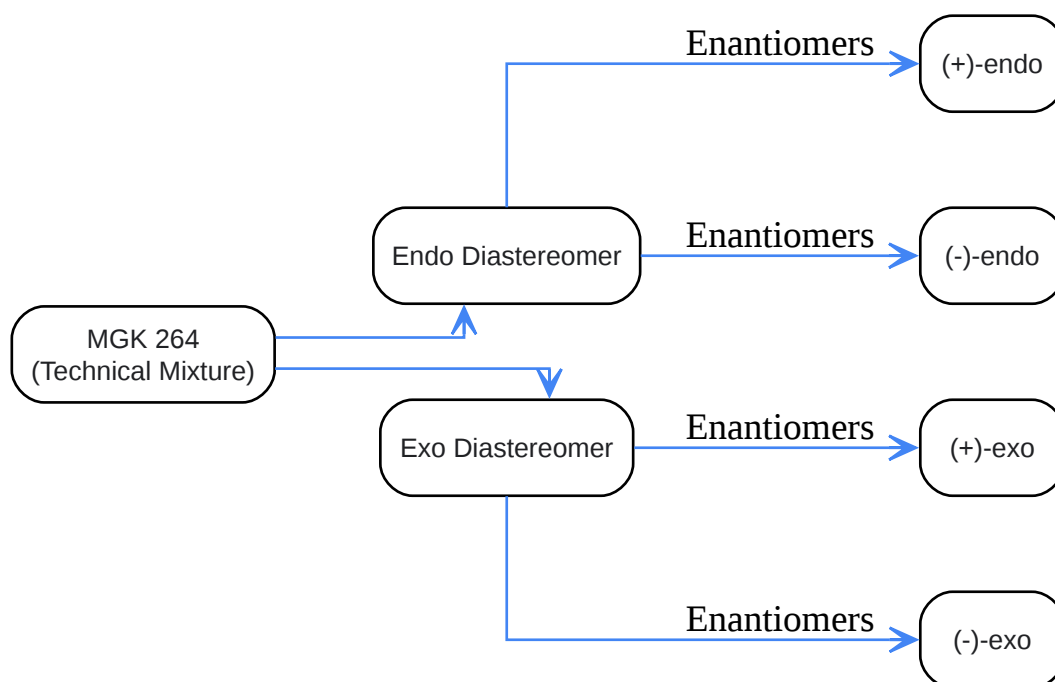 Enantiomers
(+)-endo
Endo Diastereomer
Enantiomers
(-)-endo
MGK 264
(Technical Mixture)
Exo Diastereomer
Enantiomers
(+)-exo
Enantiomers
(-)-exo